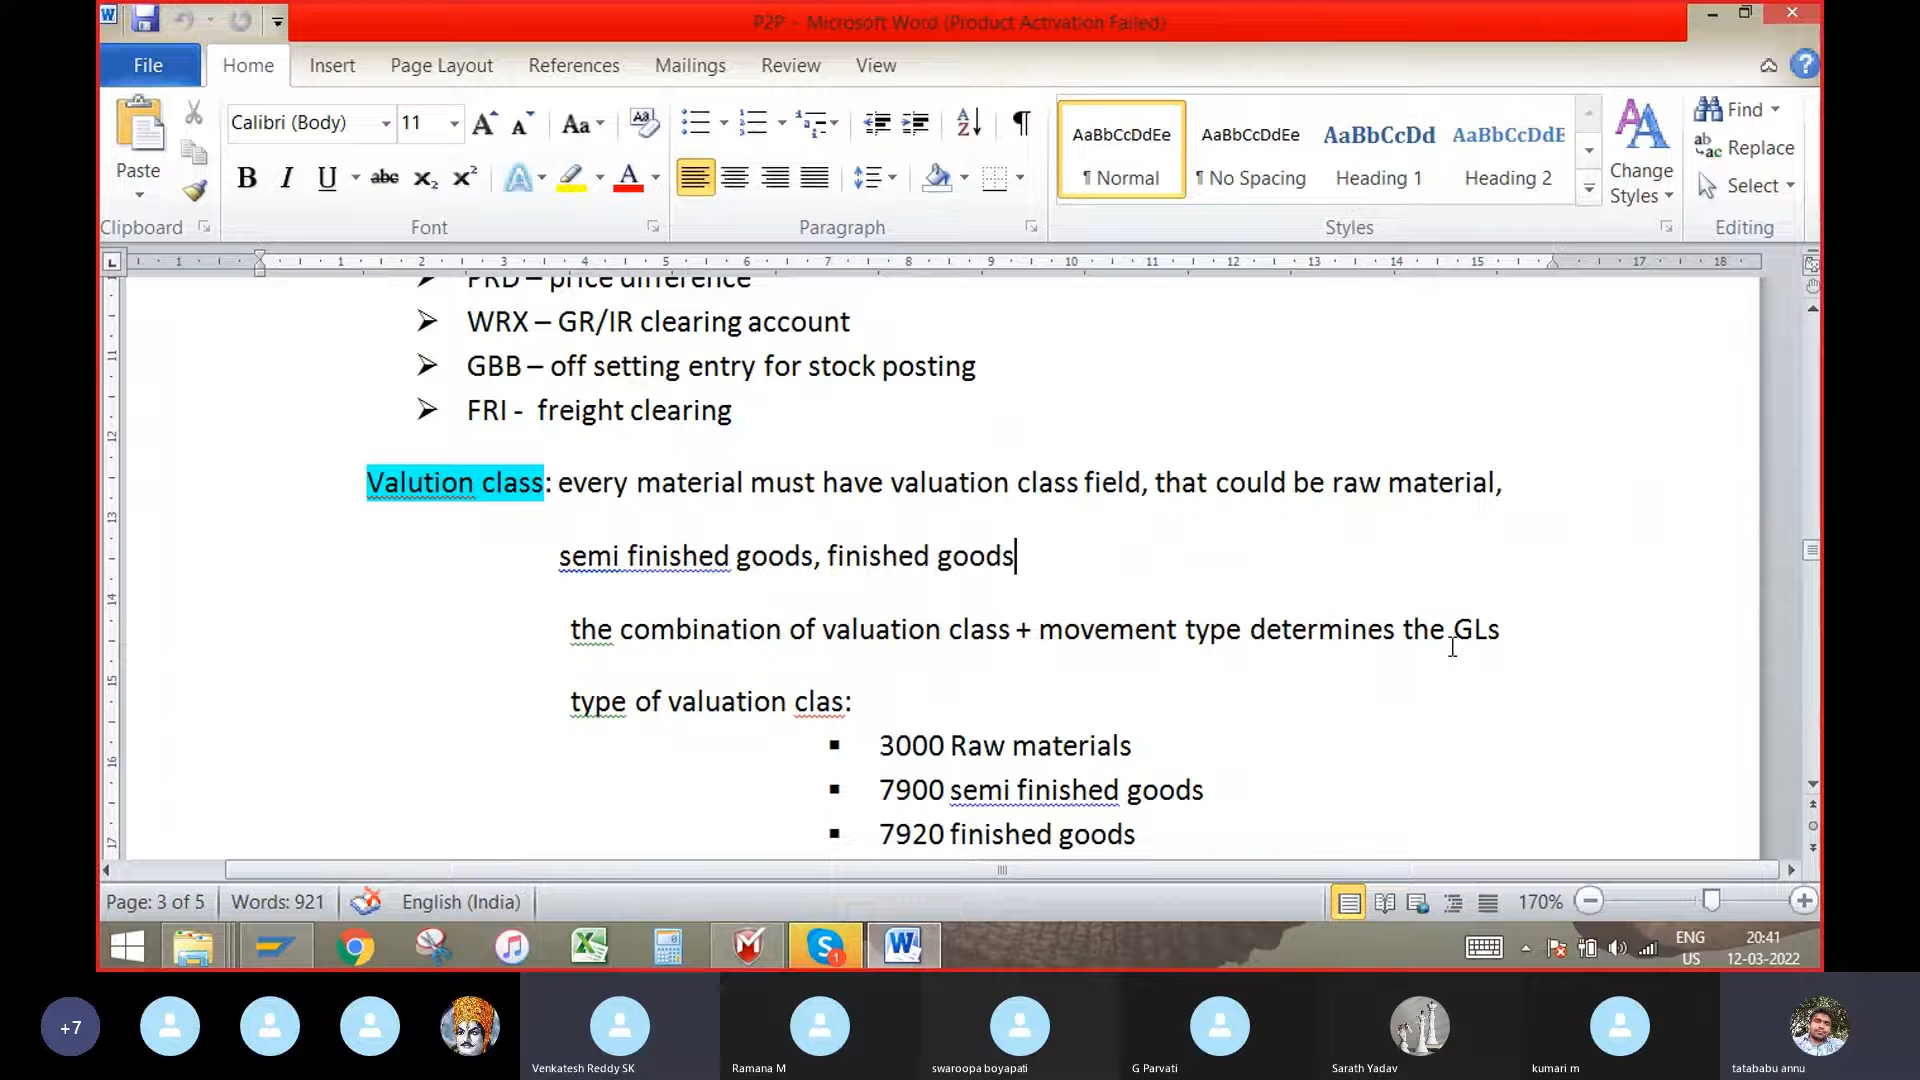 P2P - Microsoft Word (Product Activation Failed)
File Home Insert Page Layout References Mailings Review View
Calibri (Body) 11
Paste
AaBbCcDdEe AaBbCcDdEe AaBbCcDd AaBbCcDdE
¶ Normal ¶ No Spacing Heading 1 Heading 2
Change Styles
Find
Replace
Select
Clipboard Font Paragraph Styles Editing
PRD – price difference
WRX – GR/IR clearing account
GBB – off setting entry for stock posting
FRI - freight clearing
Valution class: every material must have valuation class field, that could be raw material,
semi finished goods, finished goods
the combination of valuation class + movement type determines the GLs
type of valuation clas:
3000 Raw materials
7900 semi finished goods
7920 finished goods
Page: 3 of 5 Words: 921 English (India) 170%
ENG 20:41
US 12-03-2022
+7
Venkatesh Reddy SK Ramana M swaroopa boyapati G Parvati Sarath Yadav kumari m tatababu annu